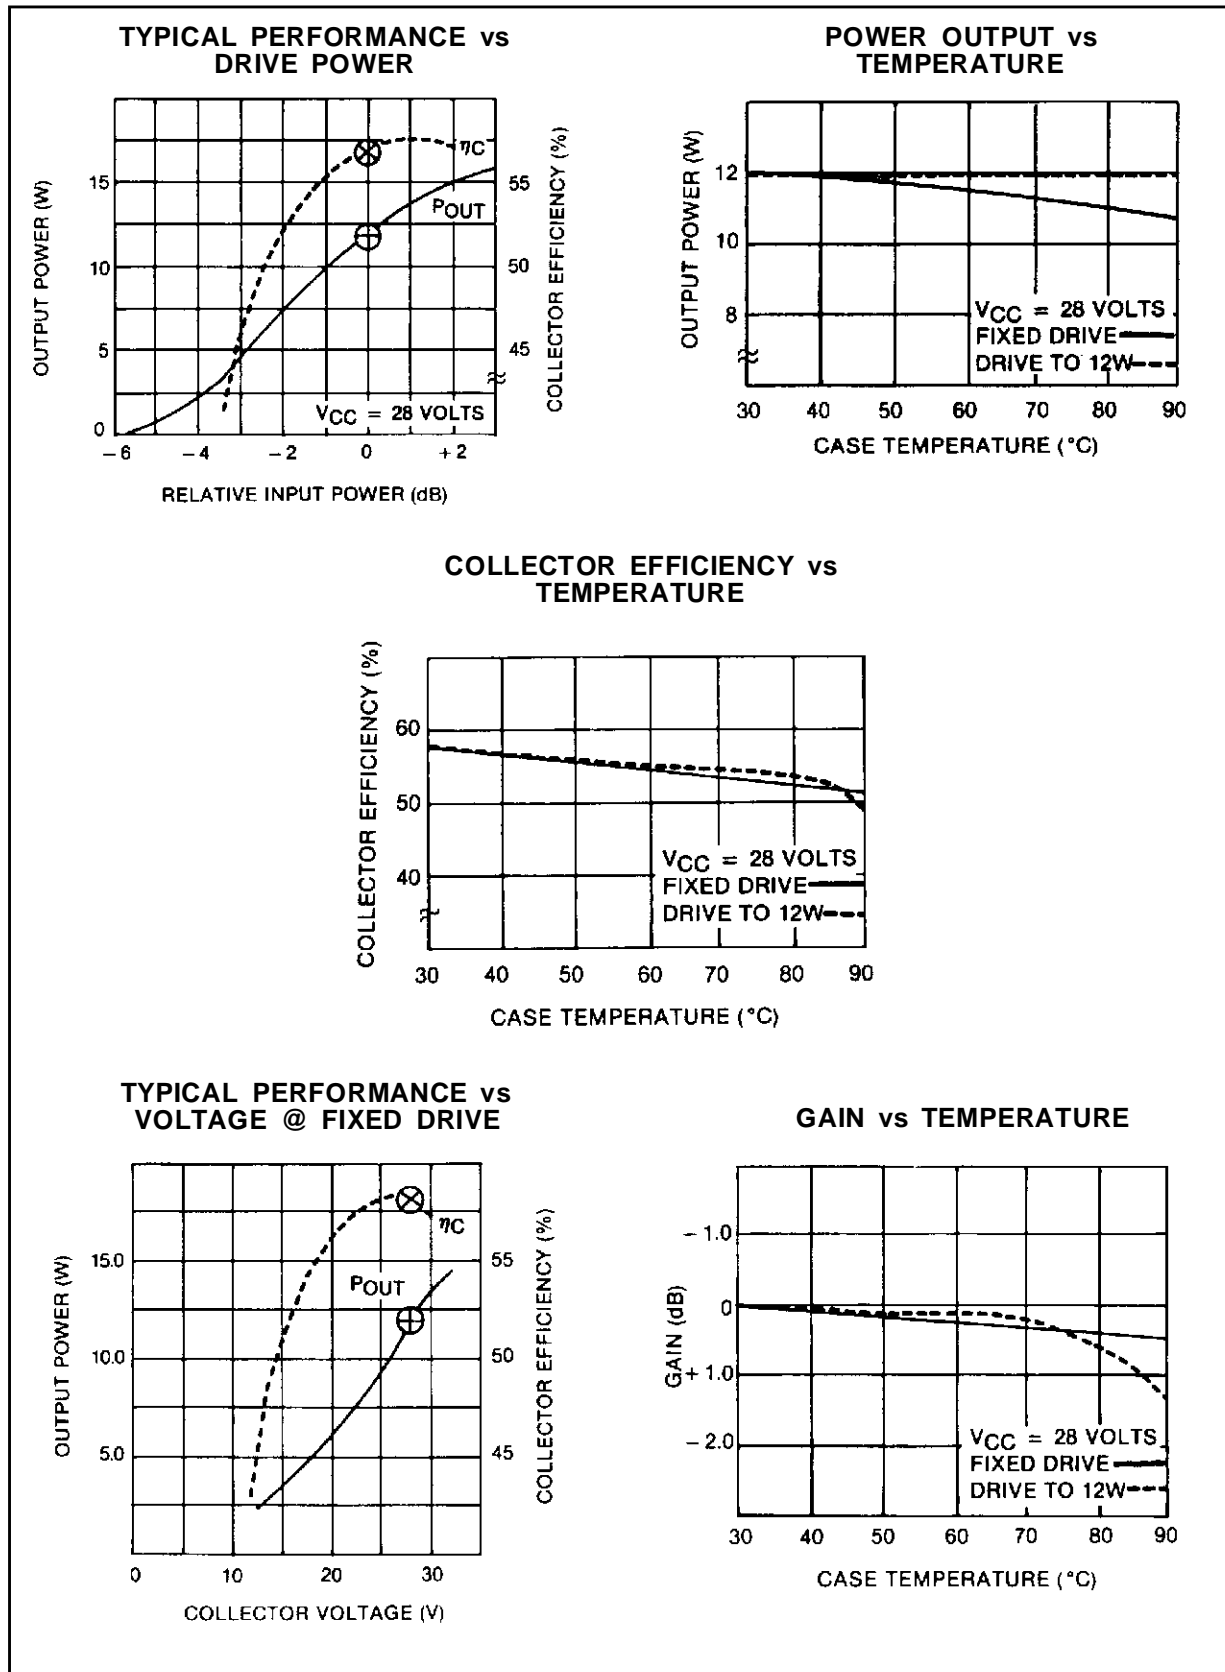 TYPICAL PERFORMANCE vs
DRIVE POWER
OUTPUT POWER (W)
15
10
5
0
COLLECTOR EFFICIENCY (%)
55
50
45
ηC
POUT
VCC = 28 VOLTS
−6 −4 −2 0 +2
RELATIVE INPUT POWER (dB)
POWER OUTPUT vs
TEMPERATURE
OUTPUT POWER (W)
12
10
8
VCC = 28 VOLTS
FIXED DRIVE
DRIVE TO 12W
30 40 50 60 70 80 90
CASE TEMPERATURE (°C)
COLLECTOR EFFICIENCY vs
TEMPERATURE
COLLECTOR EFFICIENCY (%)
60
50
40
VCC = 28 VOLTS
FIXED DRIVE
DRIVE TO 12W
30 40 50 60 70 80 90
CASE TEMPERATURE (°C)
TYPICAL PERFORMANCE vs
VOLTAGE @ FIXED DRIVE
OUTPUT POWER (W)
15.0
10.0
5.0
COLLECTOR EFFICIENCY (%)
55
50
45
ηC
POUT
0 10 20 30
COLLECTOR VOLTAGE (V)
GAIN vs TEMPERATURE
GAIN (dB)
− 1.0
0
+ 1.0
− 2.0
VCC = 28 VOLTS
FIXED DRIVE
DRIVE TO 12W
30 40 50 60 70 80 90
CASE TEMPERATURE (°C)